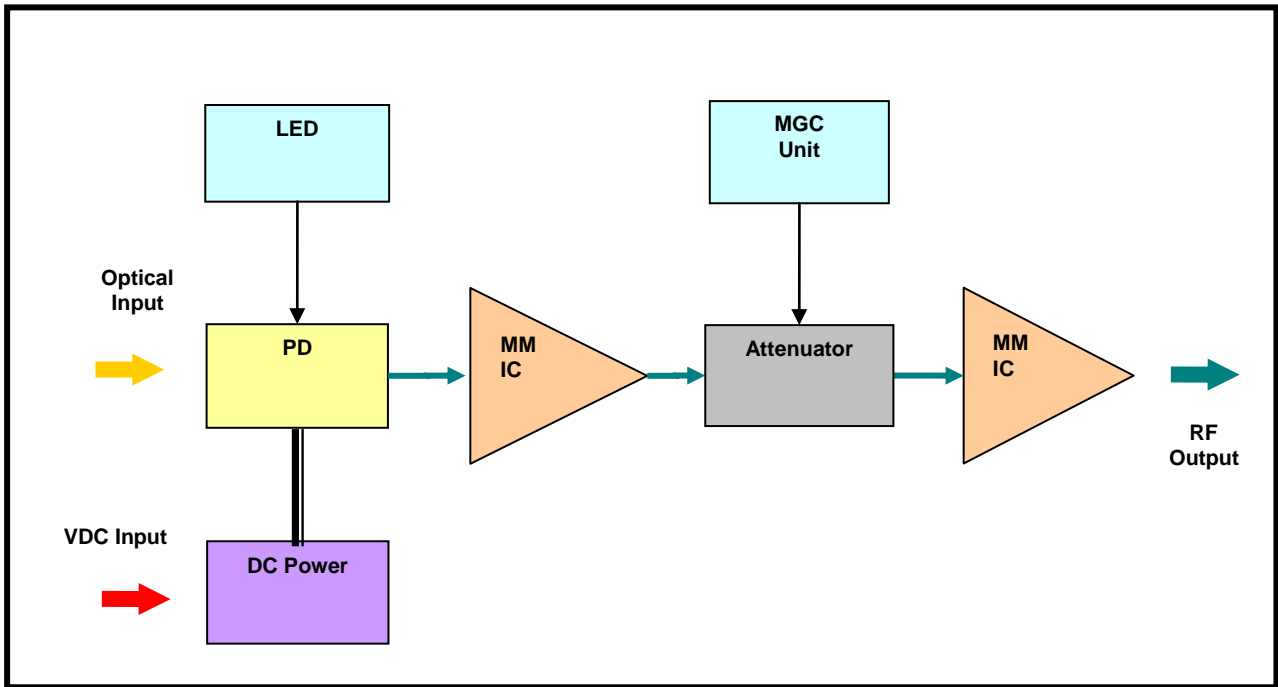 LED
MGC
Unit
Optical
Input
PD
MM
IC
Attenuator
MM
IC
RF
Output
VDC Input
DC Power